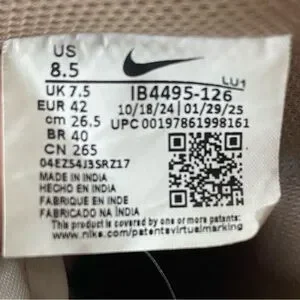 US
8.5
LU1
UK 7.5
IB4495-126
EUR 42
10/18/24 | 01/29/25
cm 26.5
UPC 00197861998161
BR 40
CN 265
04EZS4J3SRZ17
MADE IN INDIA
HECHO EN INDIA
FABRIQUE EN INDE
FABRICADO NA ÍNDIA
This product is covered by one or more patents:
www.nike.com/patentsvirtualmarking